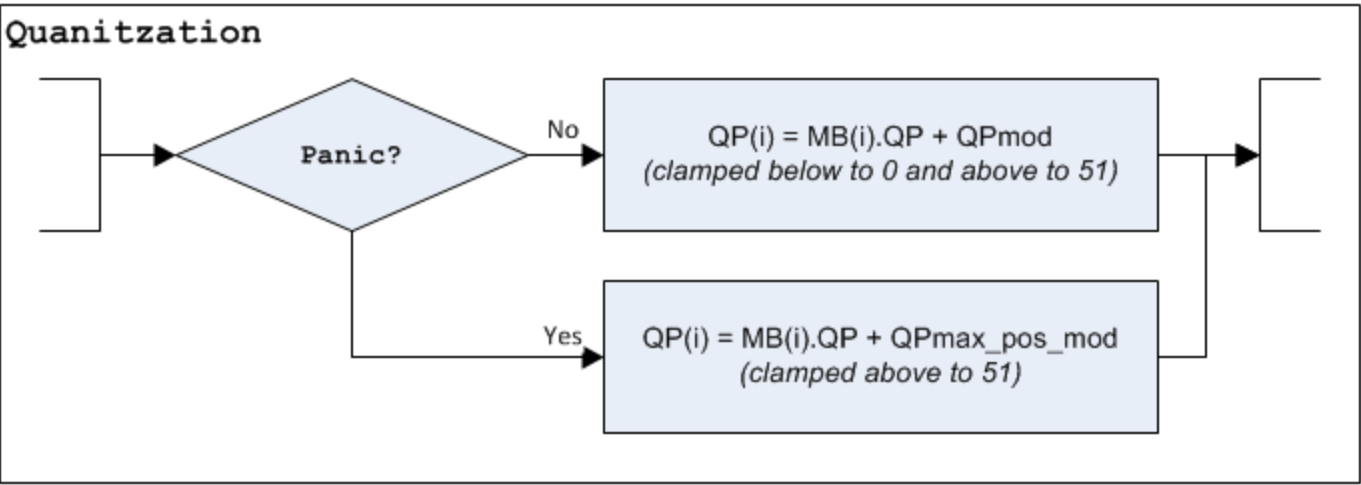 Quanitzation
Panic?
No
QP(i) = MB(i).QP + QPmod
(clamped below to 0 and above to 51)
Yes
QP(i) = MB(i).QP + QPmax_pos_mod
(clamped above to 51)